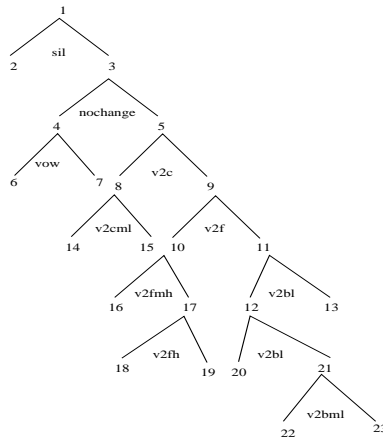 1
sil
2 3
nochange
4 5
vow v2c
6 7 8 9
v2cml v2f
14 15 10 11
v2fmh v2bl
16 17 12 13
v2fh v2bl
18 19 20 21
v2bml
22 23